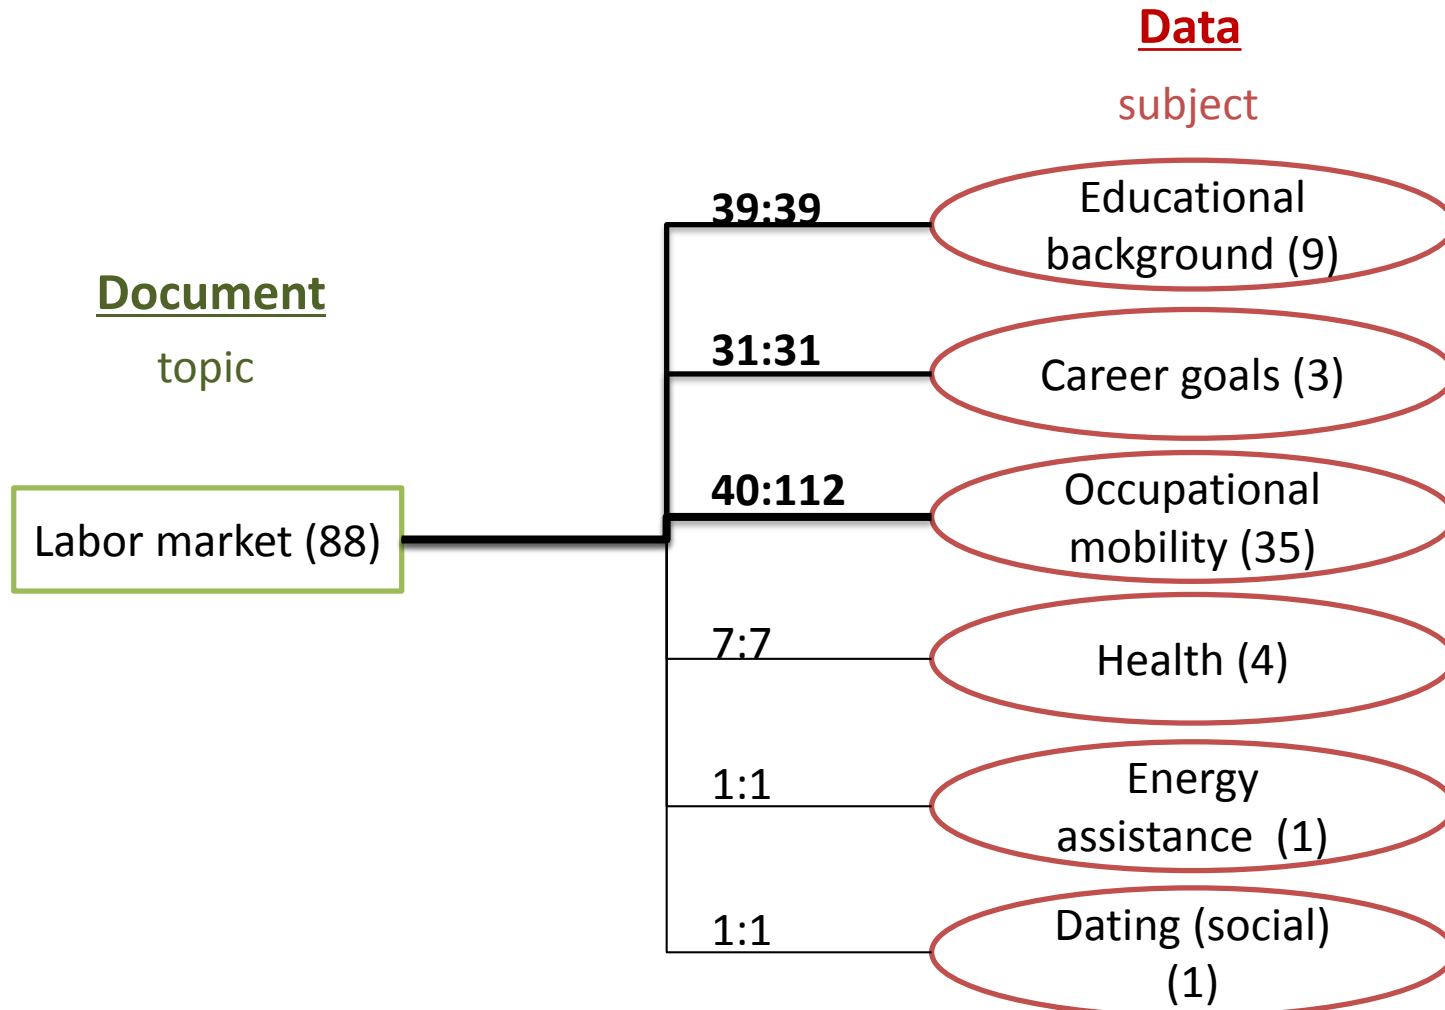 Data
subject
Document
topic
Labor market (88)
39:39
Educational
background (9)
31:31
Career goals (3)
40:112
Occupational
mobility (35)
7:7
Health (4)
1:1
Energy
assistance (1)
1:1
Dating (social)
(1)